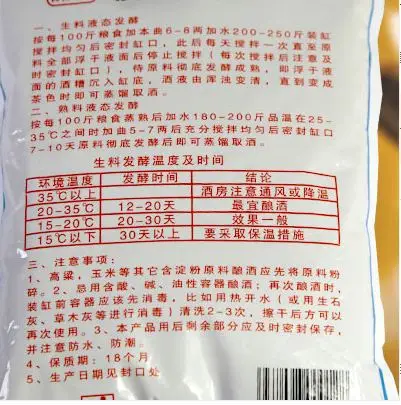 一、生料液态发酵
按每100斤粮食加本曲6-8两加水200-250斤装缸
搅拌均匀后密封缸口，此后每天搅拌一次直至原
料全部浮于液面后停止搅拌（每次搅拌后应注意及
时密封缸口），待原料彻底发酵成熟，即浮于液
面的酒糟沉入缸底，酒液由浑浊变清，直到变成
茶色时即可蒸馏取酒。
二、熟料液态发酵
按每100斤粮食蒸熟后加水180-200斤品温在25-
35℃之间时加曲5-7两后充分搅拌均匀后密封缸口
7-10天原料彻底发酵后即可蒸馏取酒。
生料发酵温度及时间
环境温度 发酵时间 结论
35℃以上 酒房注意通风或降温
20-35℃ 12-20天 最宜酿酒
15-20℃ 20-30天 效果一般
15℃以下 30天以上 要采取保温措施
三、注意事项：
1、高粱，玉米等其它含淀粉原料酿酒应先将原料粉
碎。2、忌用含酸、碱、油性容器酿酒；再次酿酒时，
装缸前容器应该先消毒，比如用热开水（或用生石
灰、草木灰等进行消毒）清洗2-3次，擦干后方可以
再次使用。3、本产品用后剩余部分应及时密封保存，
并注意防水、防潮。
4、保质期：18个月
5、生产日期见封口处